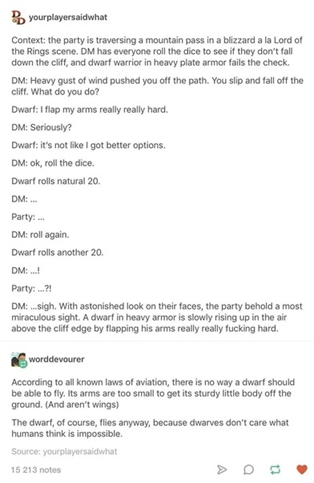 yourplayersaidwhat
Context: the party is traversing a mountain pass in a blizzard a la Lord of
the Rings scene. DM has everyone roll the dice to see if they don't fall
down the cliff, and dwarf warrior in heavy plate armor fails the check.
DM: Heavy gust of wind pushed you off the path. You slip and fall off the
cliff. What do you do?
Dwarf: I flap my arms really really hard.
DM: Seriously?
Dwarf: it's not like I got better options.
DM: ok, roll the dice.
Dwarf rolls natural 20.
DM: ...
Party: ...
DM: roll again.
Dwarf rolls another 20.
DM: ...!
Party: ...?!
DM: ...sigh. With astonished look on their faces, the party behold a most
miraculous sight. A dwarf in heavy armor is slowly rising up in the air
above the cliff edge by flapping his arms really really fucking hard.
worddevourer
According to all known laws of aviation, there is no way a dwarf should
be able to fly. Its arms are too small to get its sturdy little body off the
ground. (And aren't wings)
The dwarf, of course, flies anyway, because dwarves don't care what
humans think is impossible.
Source: yourplayersaidwhat
15 213 notes